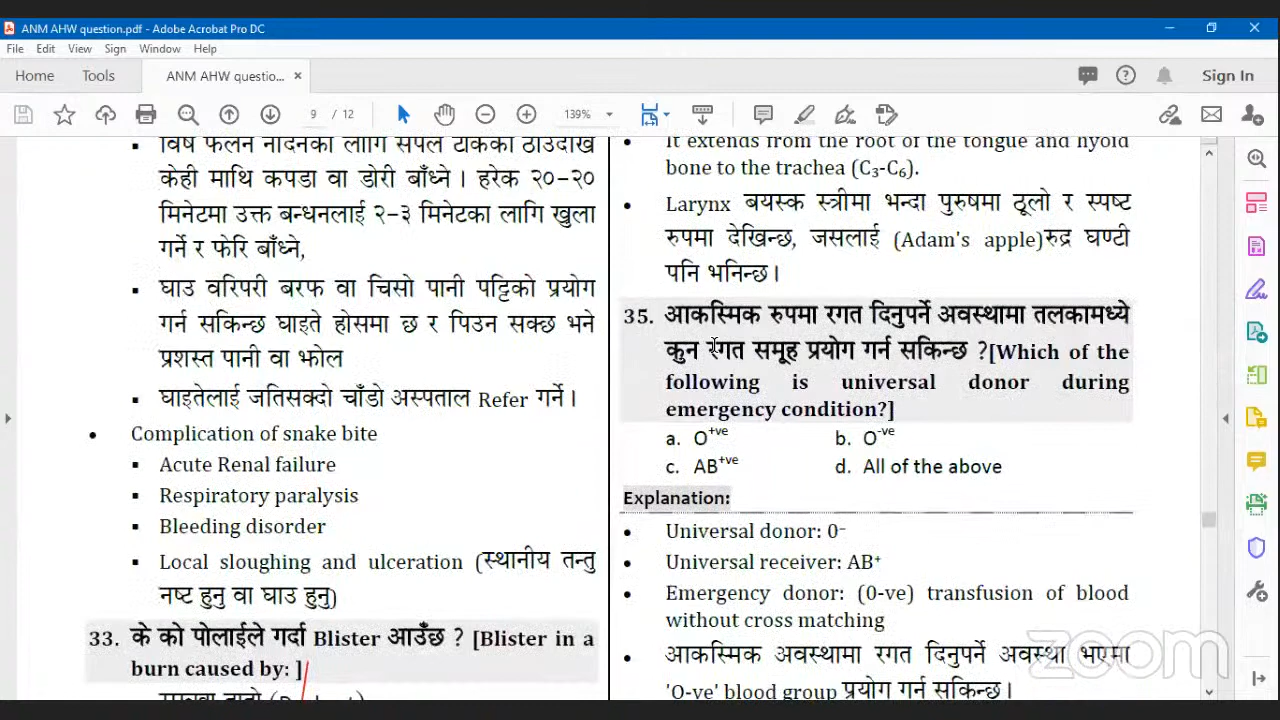 ANM AHW question.pdf - Adobe Acrobat Pro DC
File Edit View Sign Window Help
Home Tools ANM AHW questio... × Sign In
9 / 12 139%
केही माथि कपडा वा डोरी बाँध्ने । हरेक २०–२०
मिनेटमा उक्त बन्धनलाई २–३ मिनेटका लागि खुला
गर्ने र फेरि बाँध्ने,
▪ घाउ वरिपरी बरफ वा चिसो पानी पट्टिको प्रयोग
गर्न सकिन्छ घाइते होसमा छ र पिउन सक्छ भने
प्रशस्त पानी वा झोल
▪ घाइतेलाई जतिसक्दो चाँडो अस्पताल Refer गर्ने ।
• Complication of snake bite
▪ Acute Renal failure
▪ Respiratory paralysis
▪ Bleeding disorder
▪ Local sloughing and ulceration (स्थानीय तन्तु
नष्ट हुनु वा घाउ हुनु)
33. के को पोलाईले गर्दा Blister आउँछ ? [Blister in a
burn caused by: ]
• It extends from the root of the tongue and hyoid
bone to the trachea (C₃-C₆).
• Larynx बयस्क स्त्रीमा भन्दा पुरुषमा ठूलो र स्पष्ट
रुपमा देखिन्छ, जसलाई (Adam's apple)रुद्र घण्टी
पनि भनिन्छ ।
35. आकस्मिक रुपमा रगत दिनुपर्ने अवस्थामा तलकामध्ये
कुन रगत समूह प्रयोग गर्न सकिन्छ ?[Which of the
following is universal donor during
emergency condition?]
a. O⁺ᵛᵉ b. O⁻ᵛᵉ
c. AB⁺ᵛᵉ d. All of the above
Explanation:
• Universal donor: 0⁻
• Universal receiver: AB⁺
• Emergency donor: (0-ve) transfusion of blood
without cross matching
• आकस्मिक अवस्थामा रगत दिनुपर्ने अवस्था भएमा
'O-ve' blood group प्रयोग गर्न सकिन्छ ।
zoom